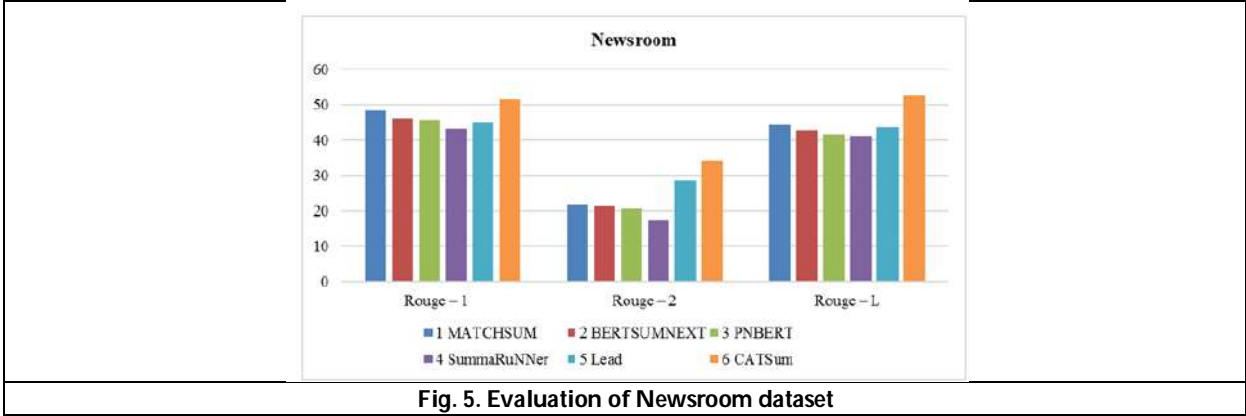 Newsroom
60
50
40
30
20
10
0
Rouge – 1 Rouge – 2 Rouge – L
1 MATCHSUM 2 BERTSUMNEXT 3 PNBERT
4 SummaRuNNer 5 Lead 6 CATSum
Fig. 5. Evaluation of Newsroom dataset